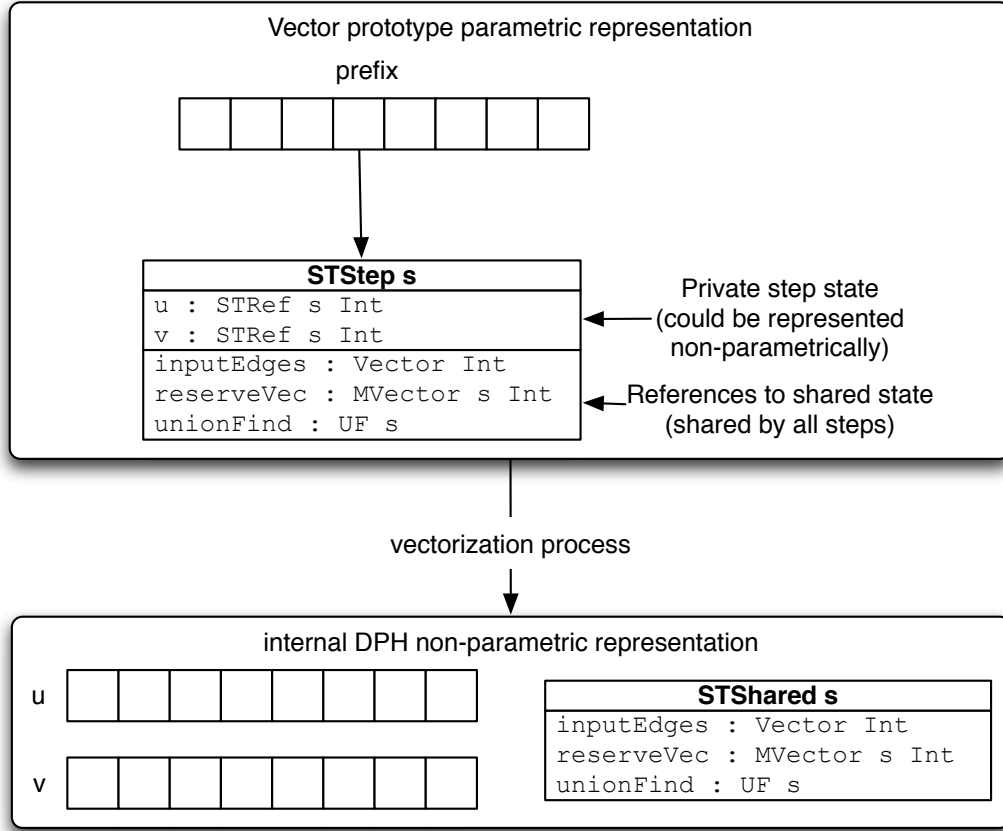 Vector prototype parametric representation
prefix
STStep s
u : STRef s Int
v : STRef s Int
inputEdges : Vector Int
reserveVec : MVector s Int
unionFind : UF s
Private step state
(could be represented
non-parametrically)
References to shared state
(shared by all steps)
vectorization process
internal DPH non-parametric representation
u
v
STShared s
inputEdges : Vector Int
reserveVec : MVector s Int
unionFind : UF s